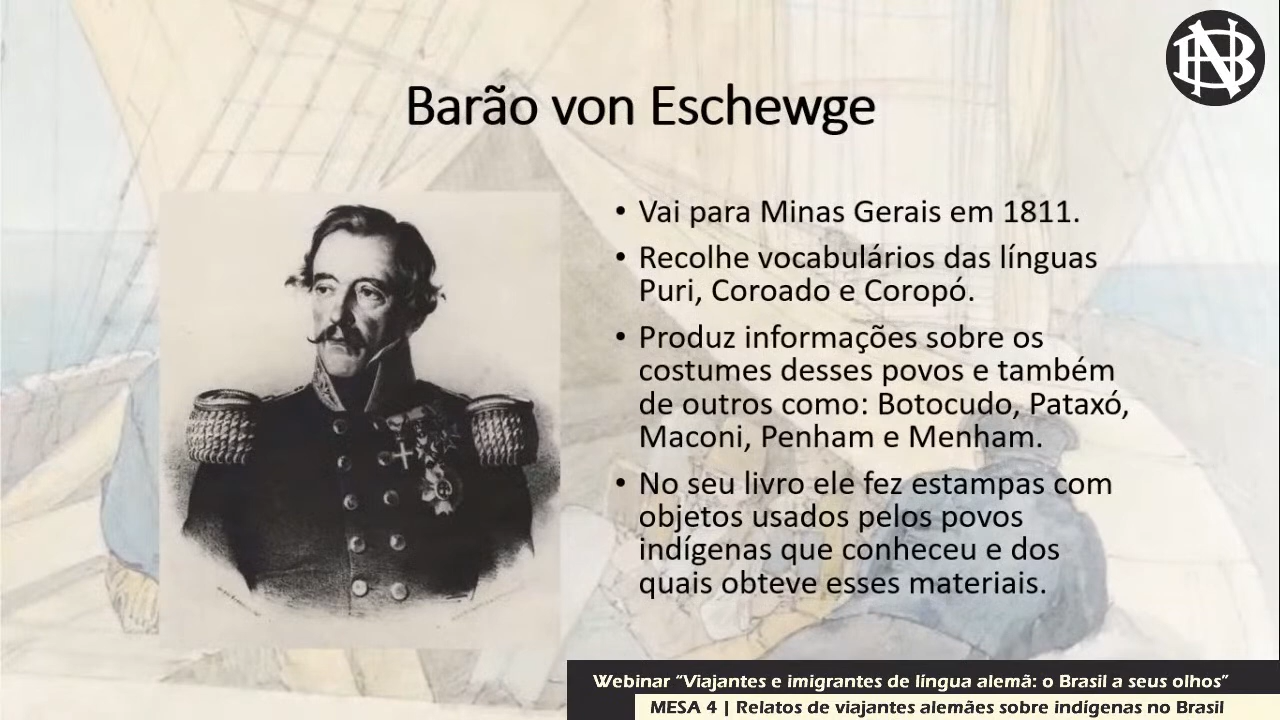 Barão von Eschewge
• Vai para Minas Gerais em 1811.
• Recolhe vocabulários das línguas
Puri, Coroado e Coropó.
• Produz informações sobre os
costumes desses povos e também
de outros como: Botocudo, Pataxó,
Maconi, Penham e Menham.
• No seu livro ele fez estampas com
objetos usados pelos povos
indígenas que conheceu e dos
quais obteve esses materiais.
Webinar “Viajantes e imigrantes de língua alemã: o Brasil a seus olhos”
MESA 4 | Relatos de viajantes alemães sobre indígenas no Brasil